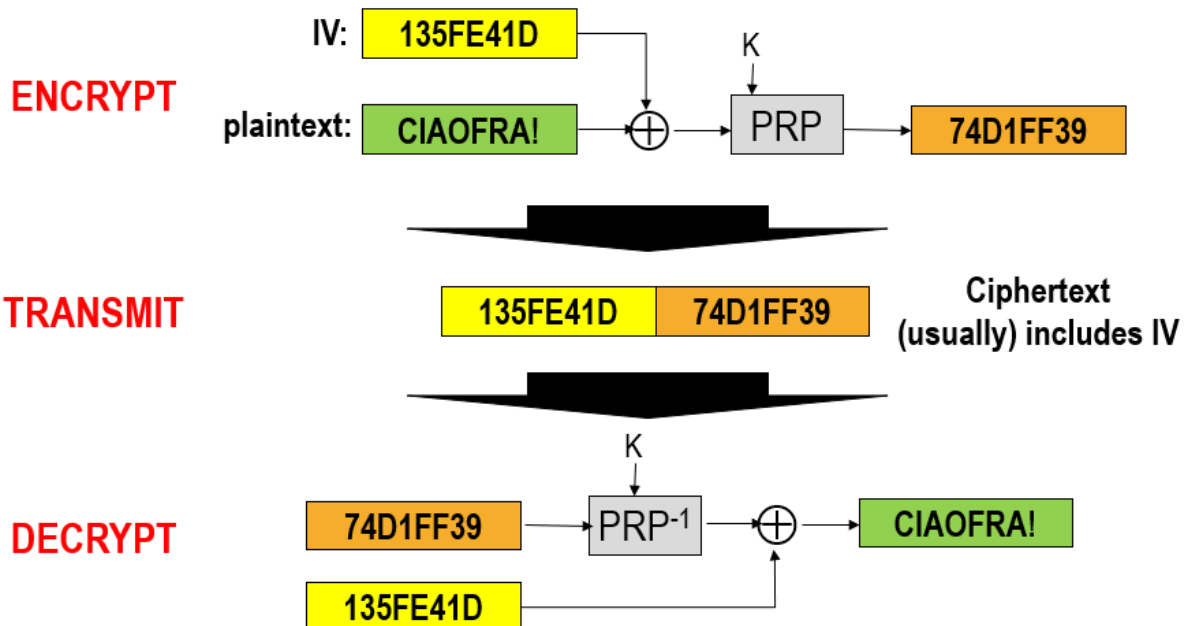 IV: 135FE41D
K
ENCRYPT
plaintext: CIAOFRA! PRP 74D1FF39
TRANSMIT
135FE41D 74D1FF39
Ciphertext
(usually) includes IV
K
DECRYPT
74D1FF39 PRP-1 CIAOFRA!
135FE41D